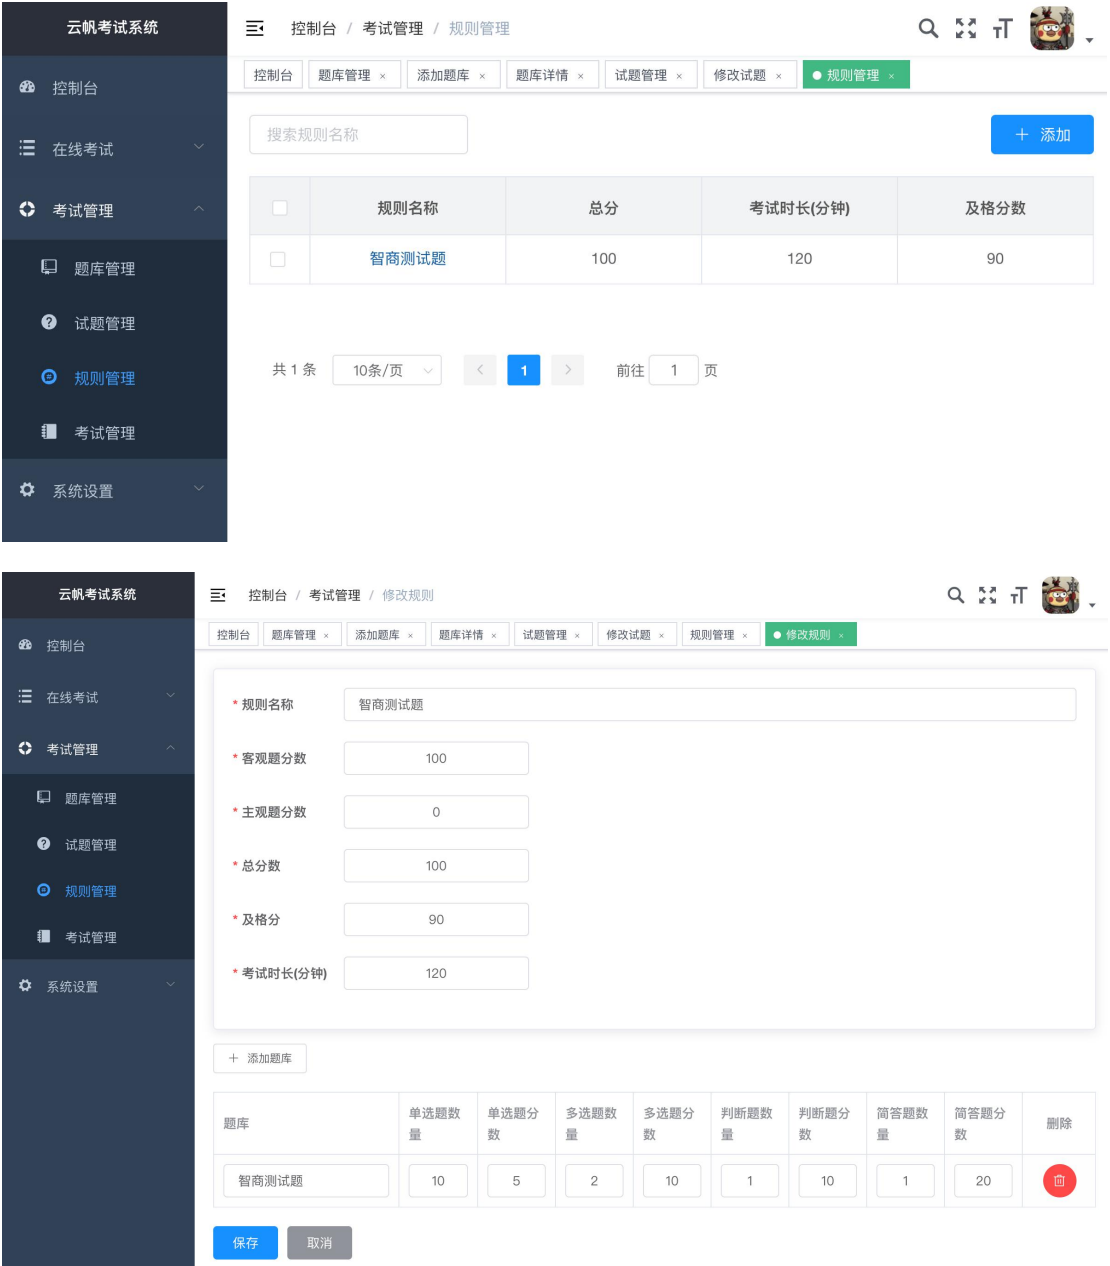 云帆考试系统
控制台 / 考试管理 / 规则管理
控制台 题库管理 × 添加题库 × 题库详情 × 试题管理 × 修改试题 × 规则管理 ×
控制台
在线考试
考试管理
题库管理
试题管理
规则管理
考试管理
系统设置
搜索规则名称
+ 添加
规则名称 总分 考试时长(分钟) 及格分数
智商测试题 100 120 90
共 1 条 10条/页 < 1 > 前往 1 页
云帆考试系统
控制台 / 考试管理 / 修改规则
控制台 题库管理 × 添加题库 × 题库详情 × 试题管理 × 修改试题 × 规则管理 × 修改规则 ×
控制台
在线考试
考试管理
题库管理
试题管理
规则管理
考试管理
系统设置
* 规则名称 智商测试题
* 客观题分数 100
* 主观题分数 0
* 总分数 100
* 及格分 90
* 考试时长(分钟) 120
+ 添加题库
题库 单选题数量 单选题分数 多选题数量 多选题分数 判断题数量 判断题分数 简答题数量 简答题分数 删除
智商测试题 10 5 2 10 1 10 1 20
保存 取消